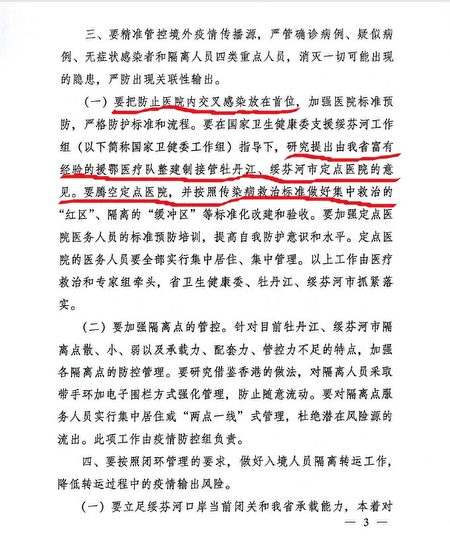 三、要精准管控境外疫情传播源，严管确诊病例、疑似病
例、无症状感染者和隔离人员四类重点人员，消灭一切可能出现
的隐患，严防出现关联性输出。
（一）要把防止医院内交叉感染放在首位，加强医院标准预
防，严格防护标准和流程。要在国家卫生健康委支援绥芬河工作
组（以下简称国家卫健委工作组）指导下，研究提出由我省富有
经验的援鄂医疗队整建制接管牡丹江、绥芬河市定点医院的意
见。要腾空定点医院，并按照传染病救治标准做好集中救治的
“红区”、隔离的“缓冲区”等标准化改建和验收。要加强定点医
院医务人员的标准预防培训，提高自我防护意识和水平。定点医
院的医务人员要全部实行集中居住、集中管理。以上工作由医疗
救治和专家组牵头，省卫生健康委、牡丹江、绥芬河市抓紧落
实。
（二）要加强隔离点的管控。针对目前牡丹江、绥芬河市隔
离点散、小、弱以及承载力、配套力、管控力不足的特点，加强
各隔离点的防控管理。要研究借鉴香港的做法，对隔离人员采取
带手环加电子围栏方式强化管理，防止随意流动。要对隔离点服
务人员实行集中居住或“两点一线”式管理，杜绝潜在风险源的
流出。此项工作由疫情防控组负责。
四、要按照闭环管理的要求，做好入境人员隔离转运工作，
降低转运过程中的疫情输出风险。
（一）要立足绥芬河口岸当前闭关和我省承载能力，本着对
— 3 —